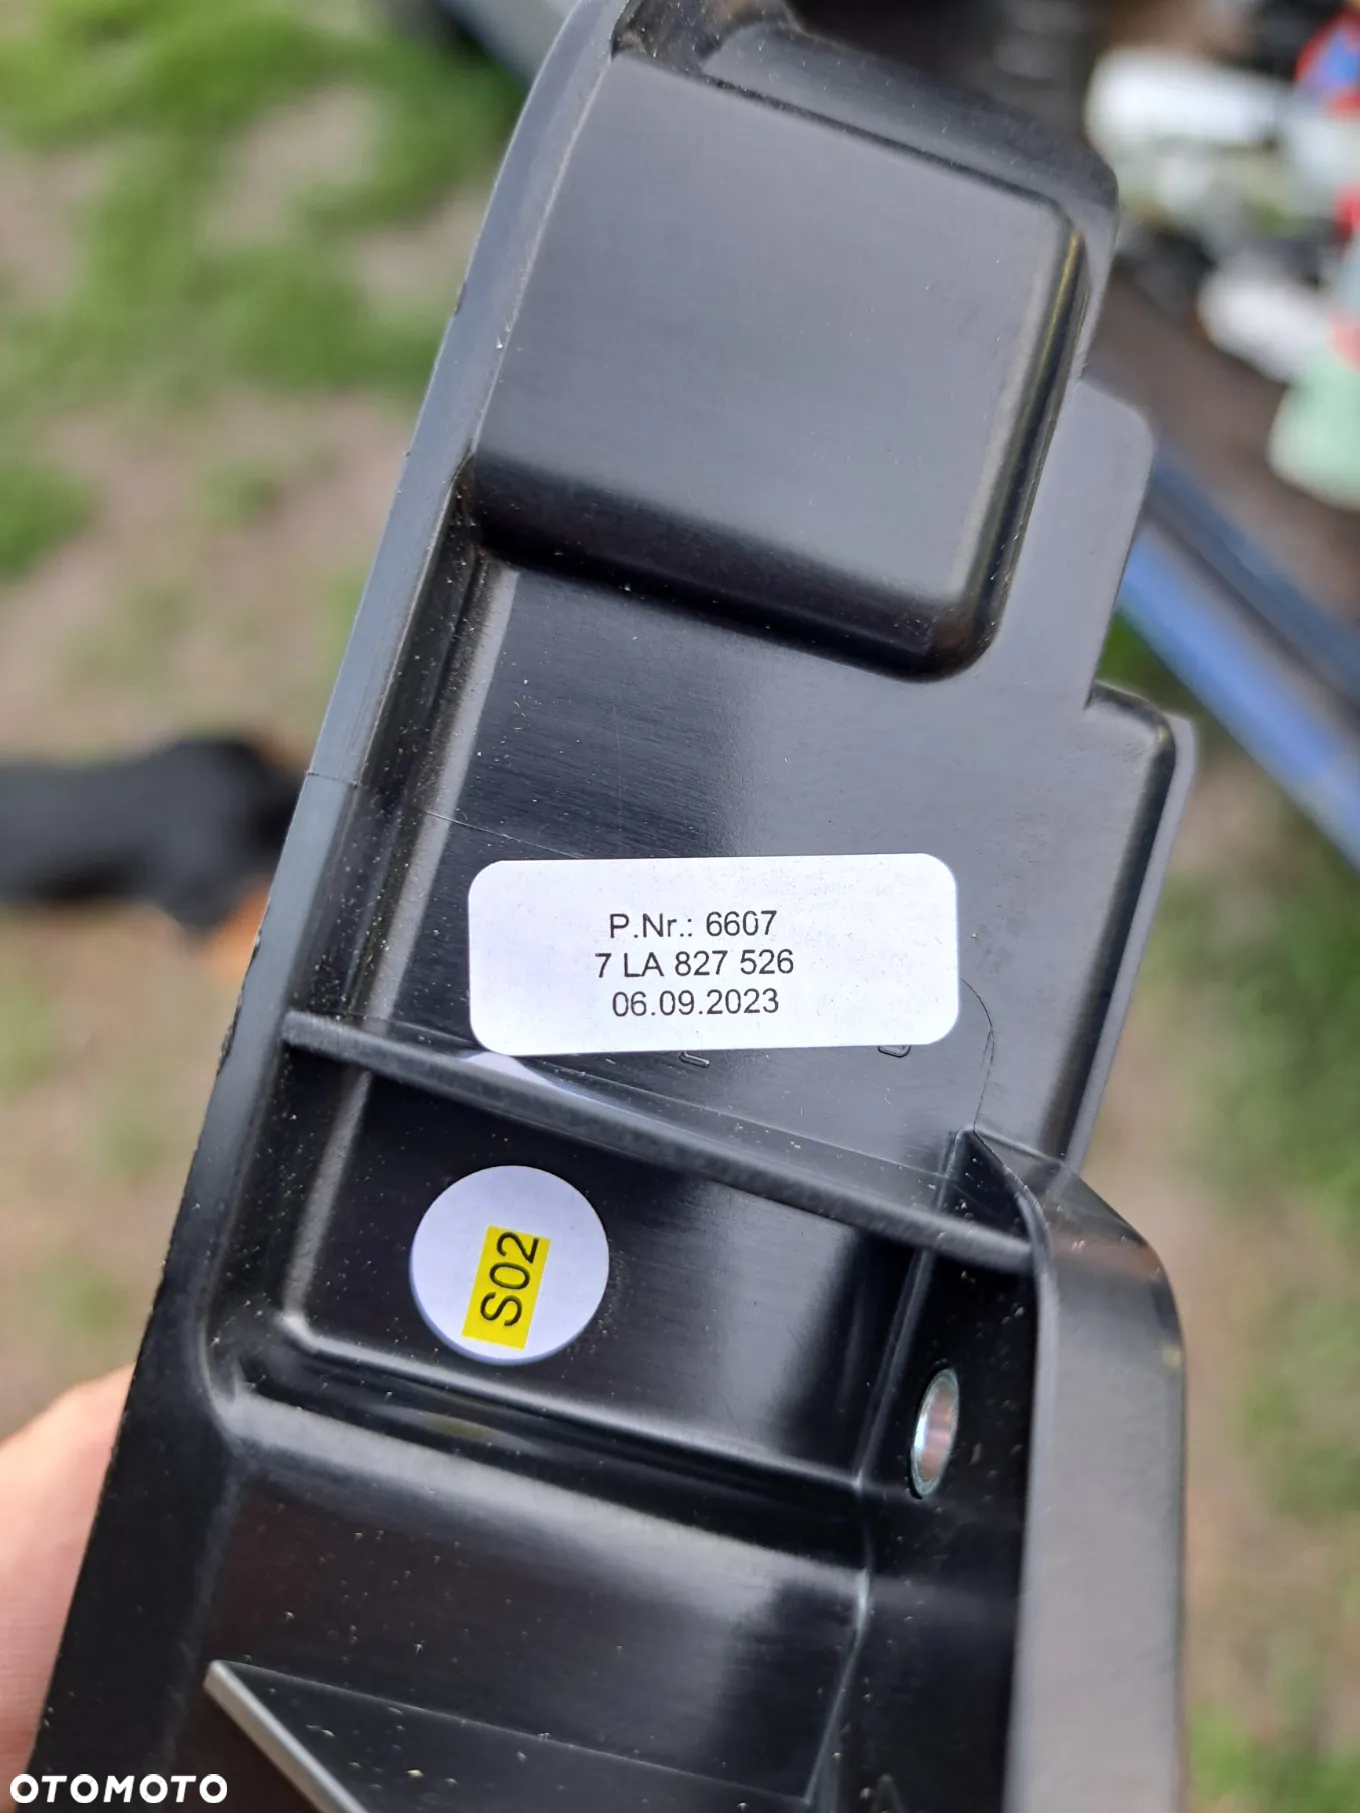 P.Nr.: 6607
7 LA 827 526
06.09.2023
S02
OTOMOTO